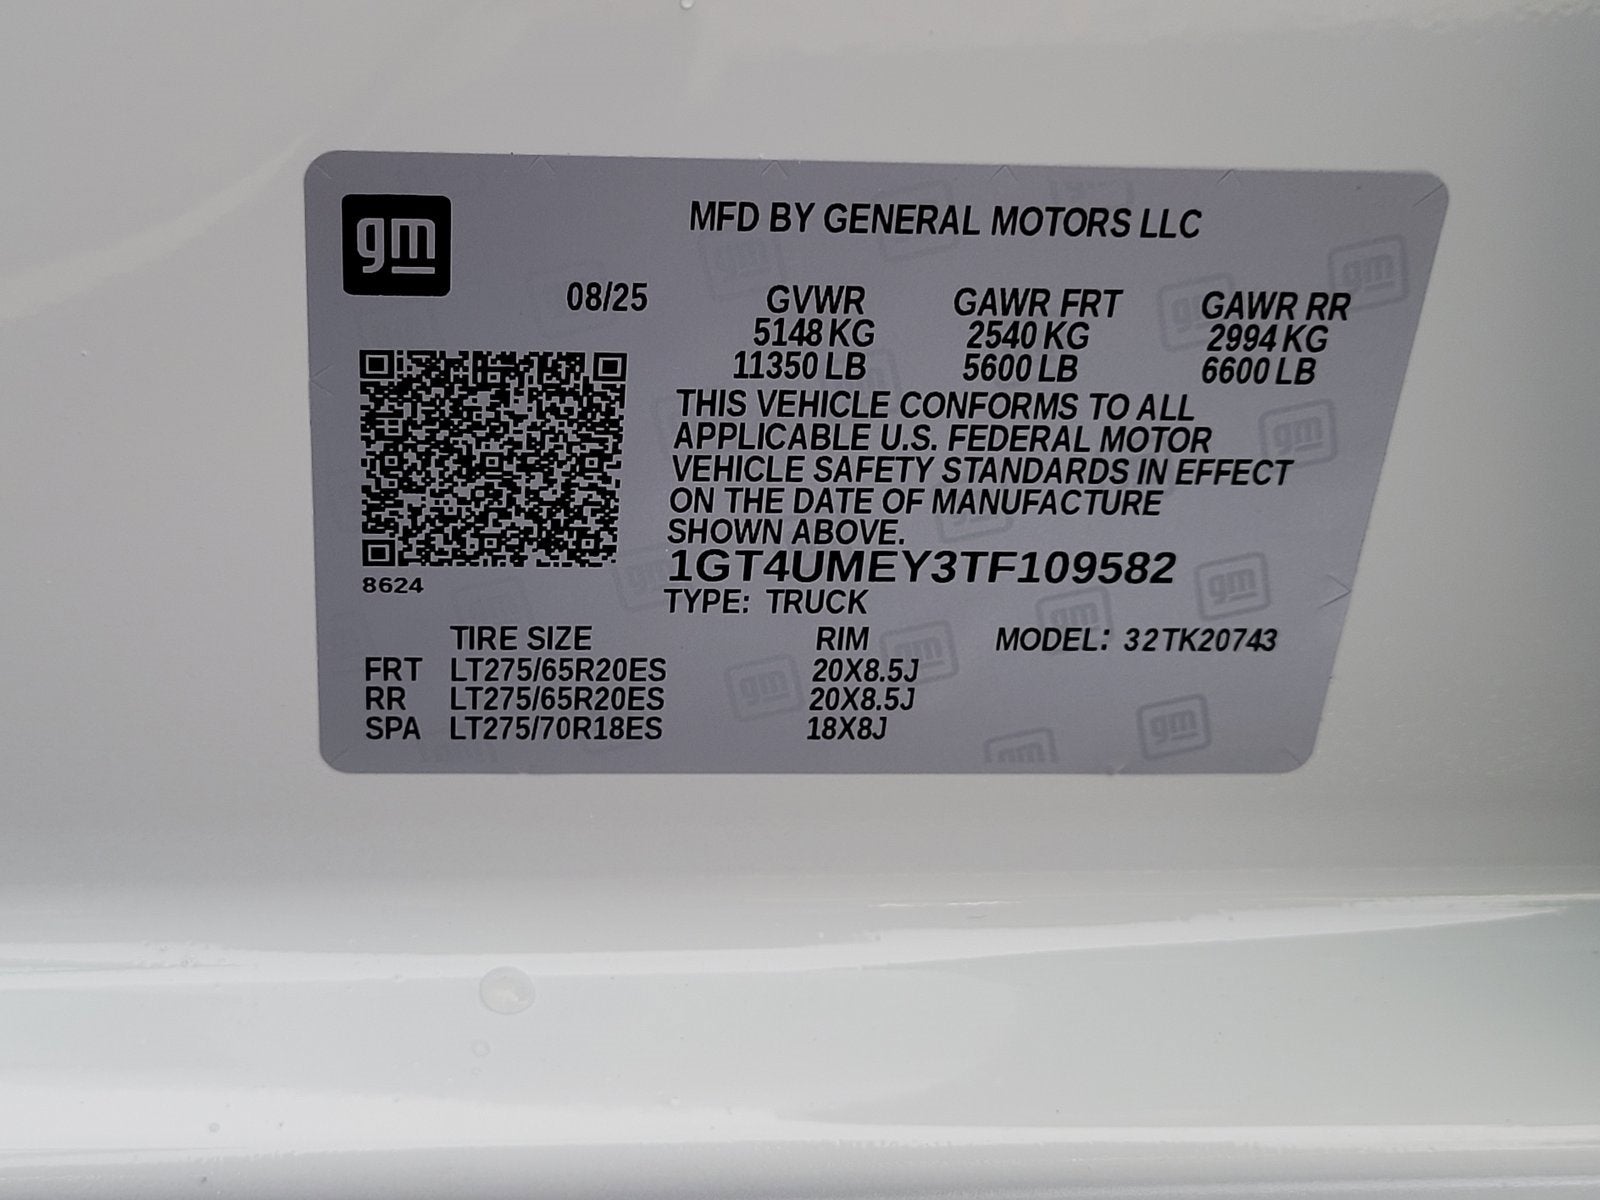 gm
MFD BY GENERAL MOTORS LLC
08/25 GVWR GAWR FRT GAWR RR
5148 KG 2540 KG 2994 KG
11350 LB 5600 LB 6600 LB
THIS VEHICLE CONFORMS TO ALL
APPLICABLE U.S. FEDERAL MOTOR
VEHICLE SAFETY STANDARDS IN EFFECT
ON THE DATE OF MANUFACTURE
SHOWN ABOVE.
1GT4UMEY3TF109582
8624
TYPE: TRUCK
TIRE SIZE RIM MODEL: 32TK20743
FRT LT275/65R20ES 20X8.5J
RR LT275/65R20ES 20X8.5J
SPA LT275/70R18ES 18X8J